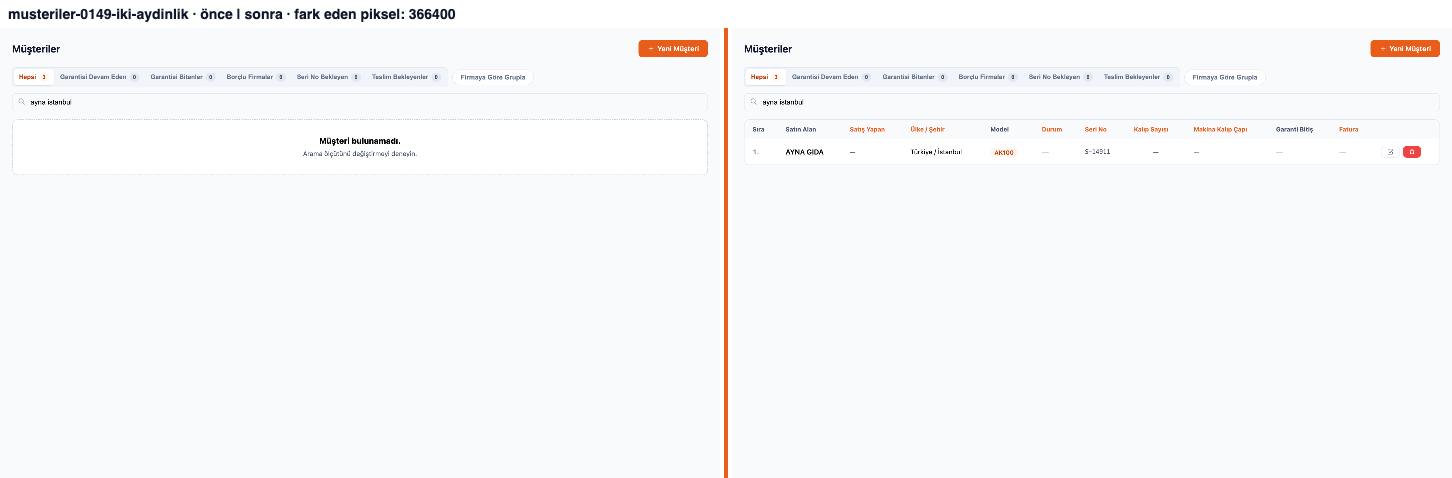 musteriler-0149-iki-aydinlik · önce | sonra · fark eden piksel: 366400
Müşteriler
+ Yeni Müşteri
Hepsi 3 Garantisi Devam Eden 0 Garantisi Bitenler 0 Borçlu Firmalar 0 Seri No Bekleyen 0 Teslim Bekleyenler 0 Firmaya Göre Grupla
ayna istanbul
Müşteri bulunamadı.
Arama ölçütünü değiştirmeyi deneyin.
Müşteriler
+ Yeni Müşteri
Hepsi 3 Garantisi Devam Eden 0 Garantisi Bitenler 0 Borçlu Firmalar 0 Seri No Bekleyen 0 Teslim Bekleyenler 0 Firmaya Göre Grupla
ayna istanbul
Sıra Satın Alan Satış Yapan Ülke / Şehir Model Durum Seri No Kalıp Sayısı Makina Kalıp Çapı Garanti Bitiş Fatura
1. AYNA GIDA — Türkiye / İstanbul AK100 — S-14911 — — — —